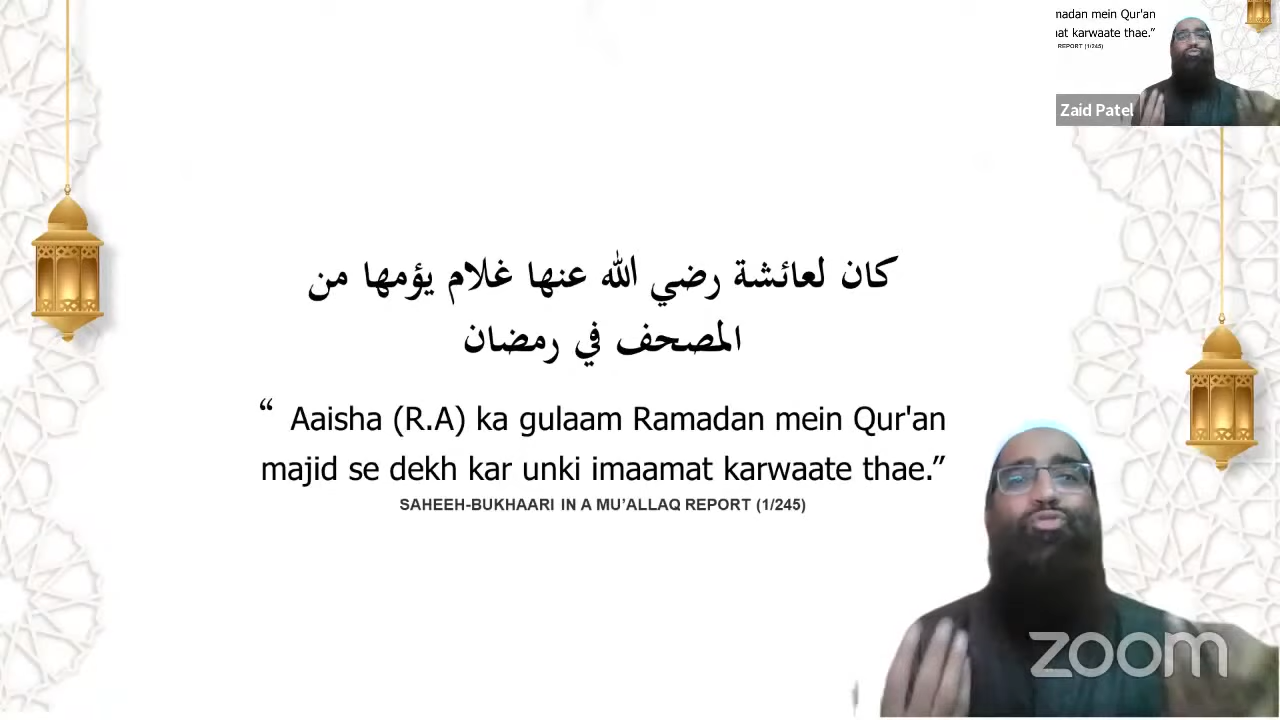 madan mein Qur'an
at karwaate thae.”
REPORT (1/245)
Zaid Patel
كان لعائشة رضي الله عنها غلام يؤمها من
المصحف في رمضان
“ Aaisha (R.A) ka gulaam Ramadan mein Qur'an
majid se dekh kar unki imaamat karwaate thae.”
SAHEEH-BUKHAARI IN A MU’ALLAQ REPORT (1/245)
zoom